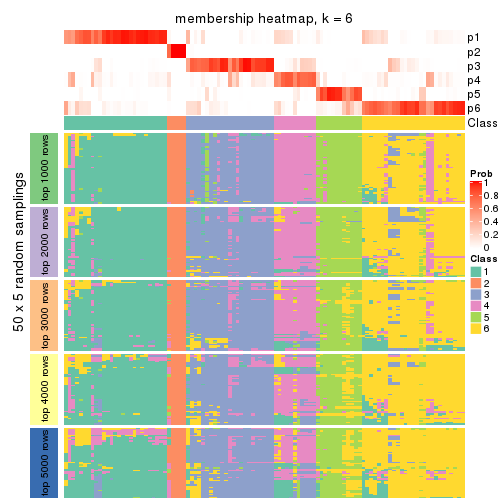 membership heatmap, k = 6
p1
p2
p3
p4
p5
p6
Class
50 x 5 random samplings
top 1000 rows
top 2000 rows
top 3000 rows
top 4000 rows
top 5000 rows
Prob
1
0.8
0.6
0.4
0.2
0
Class
1
2
3
4
5
6